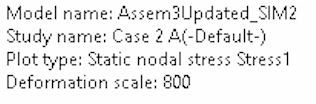 Model name: Assem3Updated_SIM2
Study name: Case 2 A(-Default-)
Plot type: Static nodal stress Stress1
Deformation scale: 800